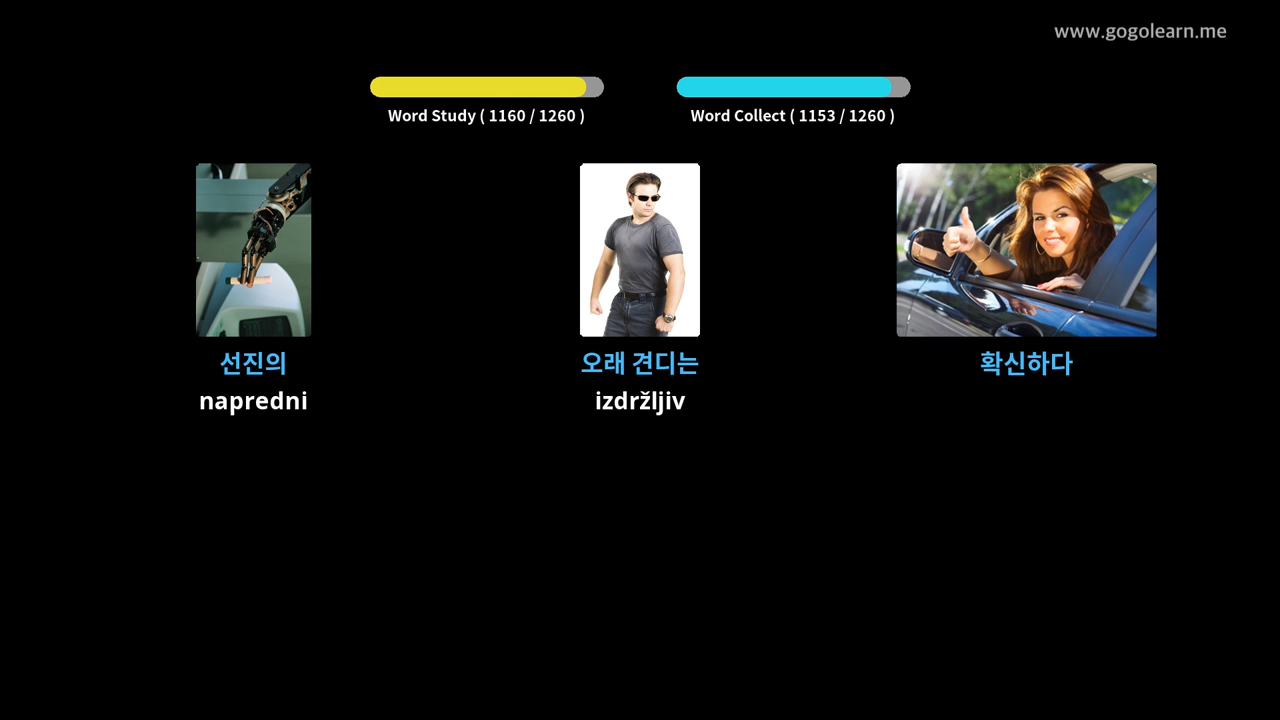 www.gogolearn.me
Word Study ( 1160 / 1260 )
Word Collect ( 1153 / 1260 )
선진의
오래 견디는
확신하다
napredni
izdržljiv